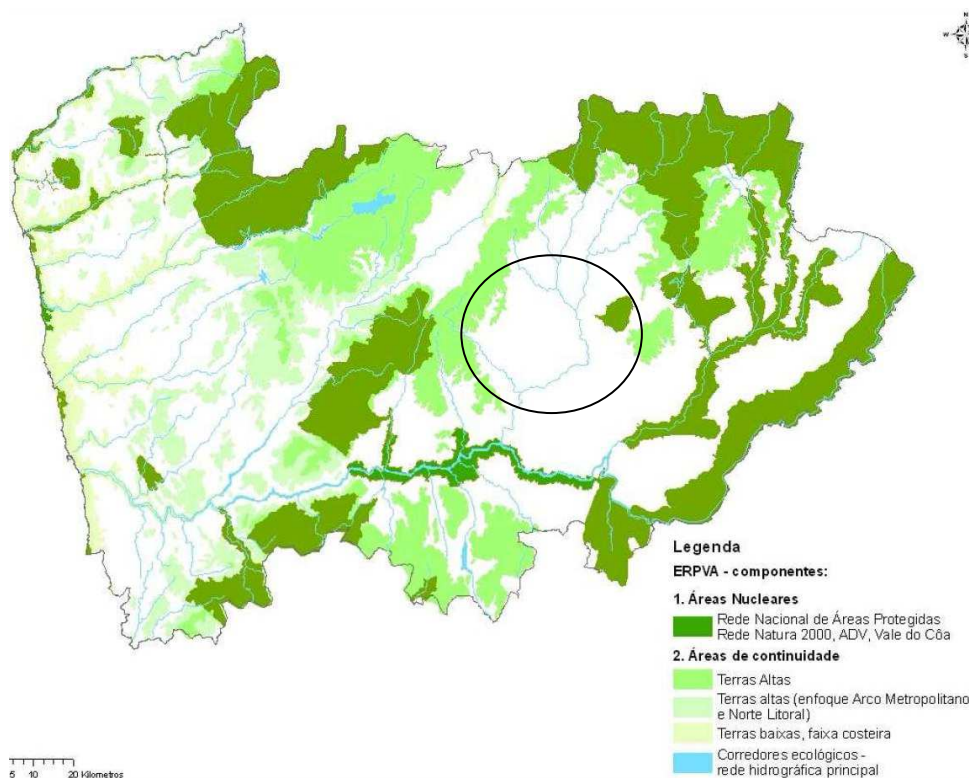 N
W
S
Legenda
ERPVA - componentes:
1. Áreas Nucleares
Rede Nacional de Áreas Protegidas
Rede Natura 2000, ADV, Vale do Côa
2. Áreas de continuidade
Terras Altas
Terras altas (enfoque Arco Metropolitano
e Norte Litoral)
Terras baixas, faixa costeira
Corredores ecológicos -
rede hidrográfica principal
5 10 20 Kilometros